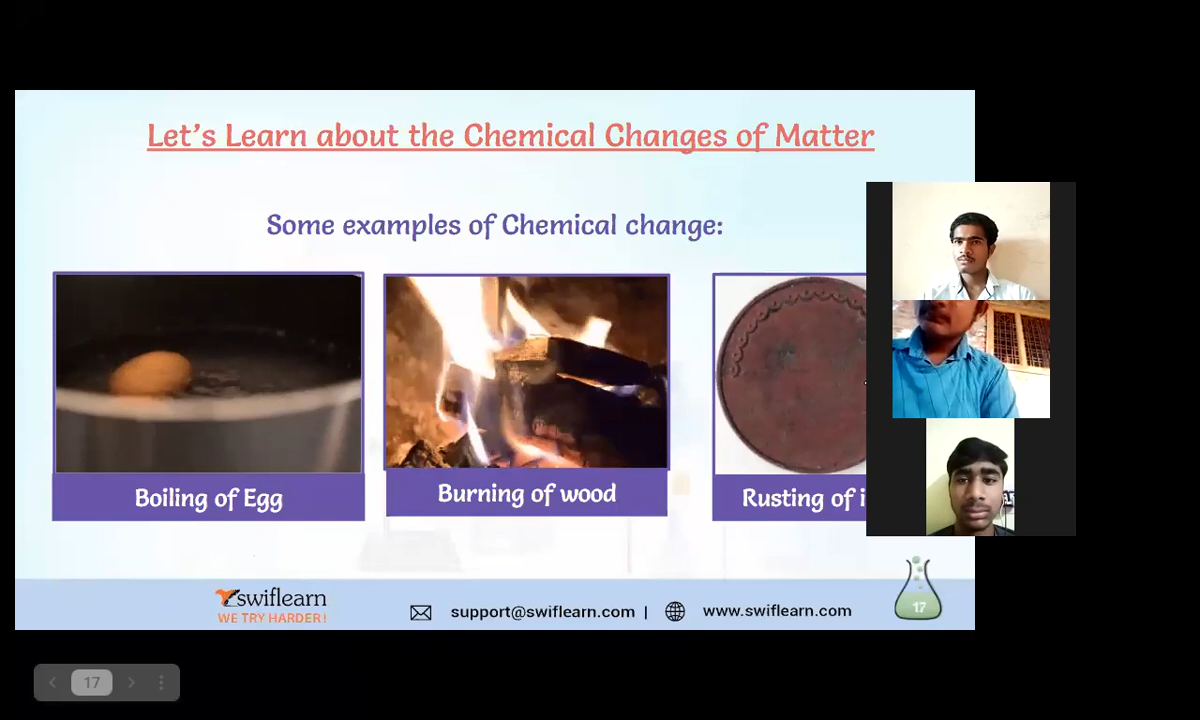 Let's Learn about the Chemical Changes of Matter
Some examples of Chemical change:
Boiling of Egg
Burning of wood
Rusting of i
swiflearn
WE TRY HARDER!
support@swiflearn.com |
www.swiflearn.com
17
17